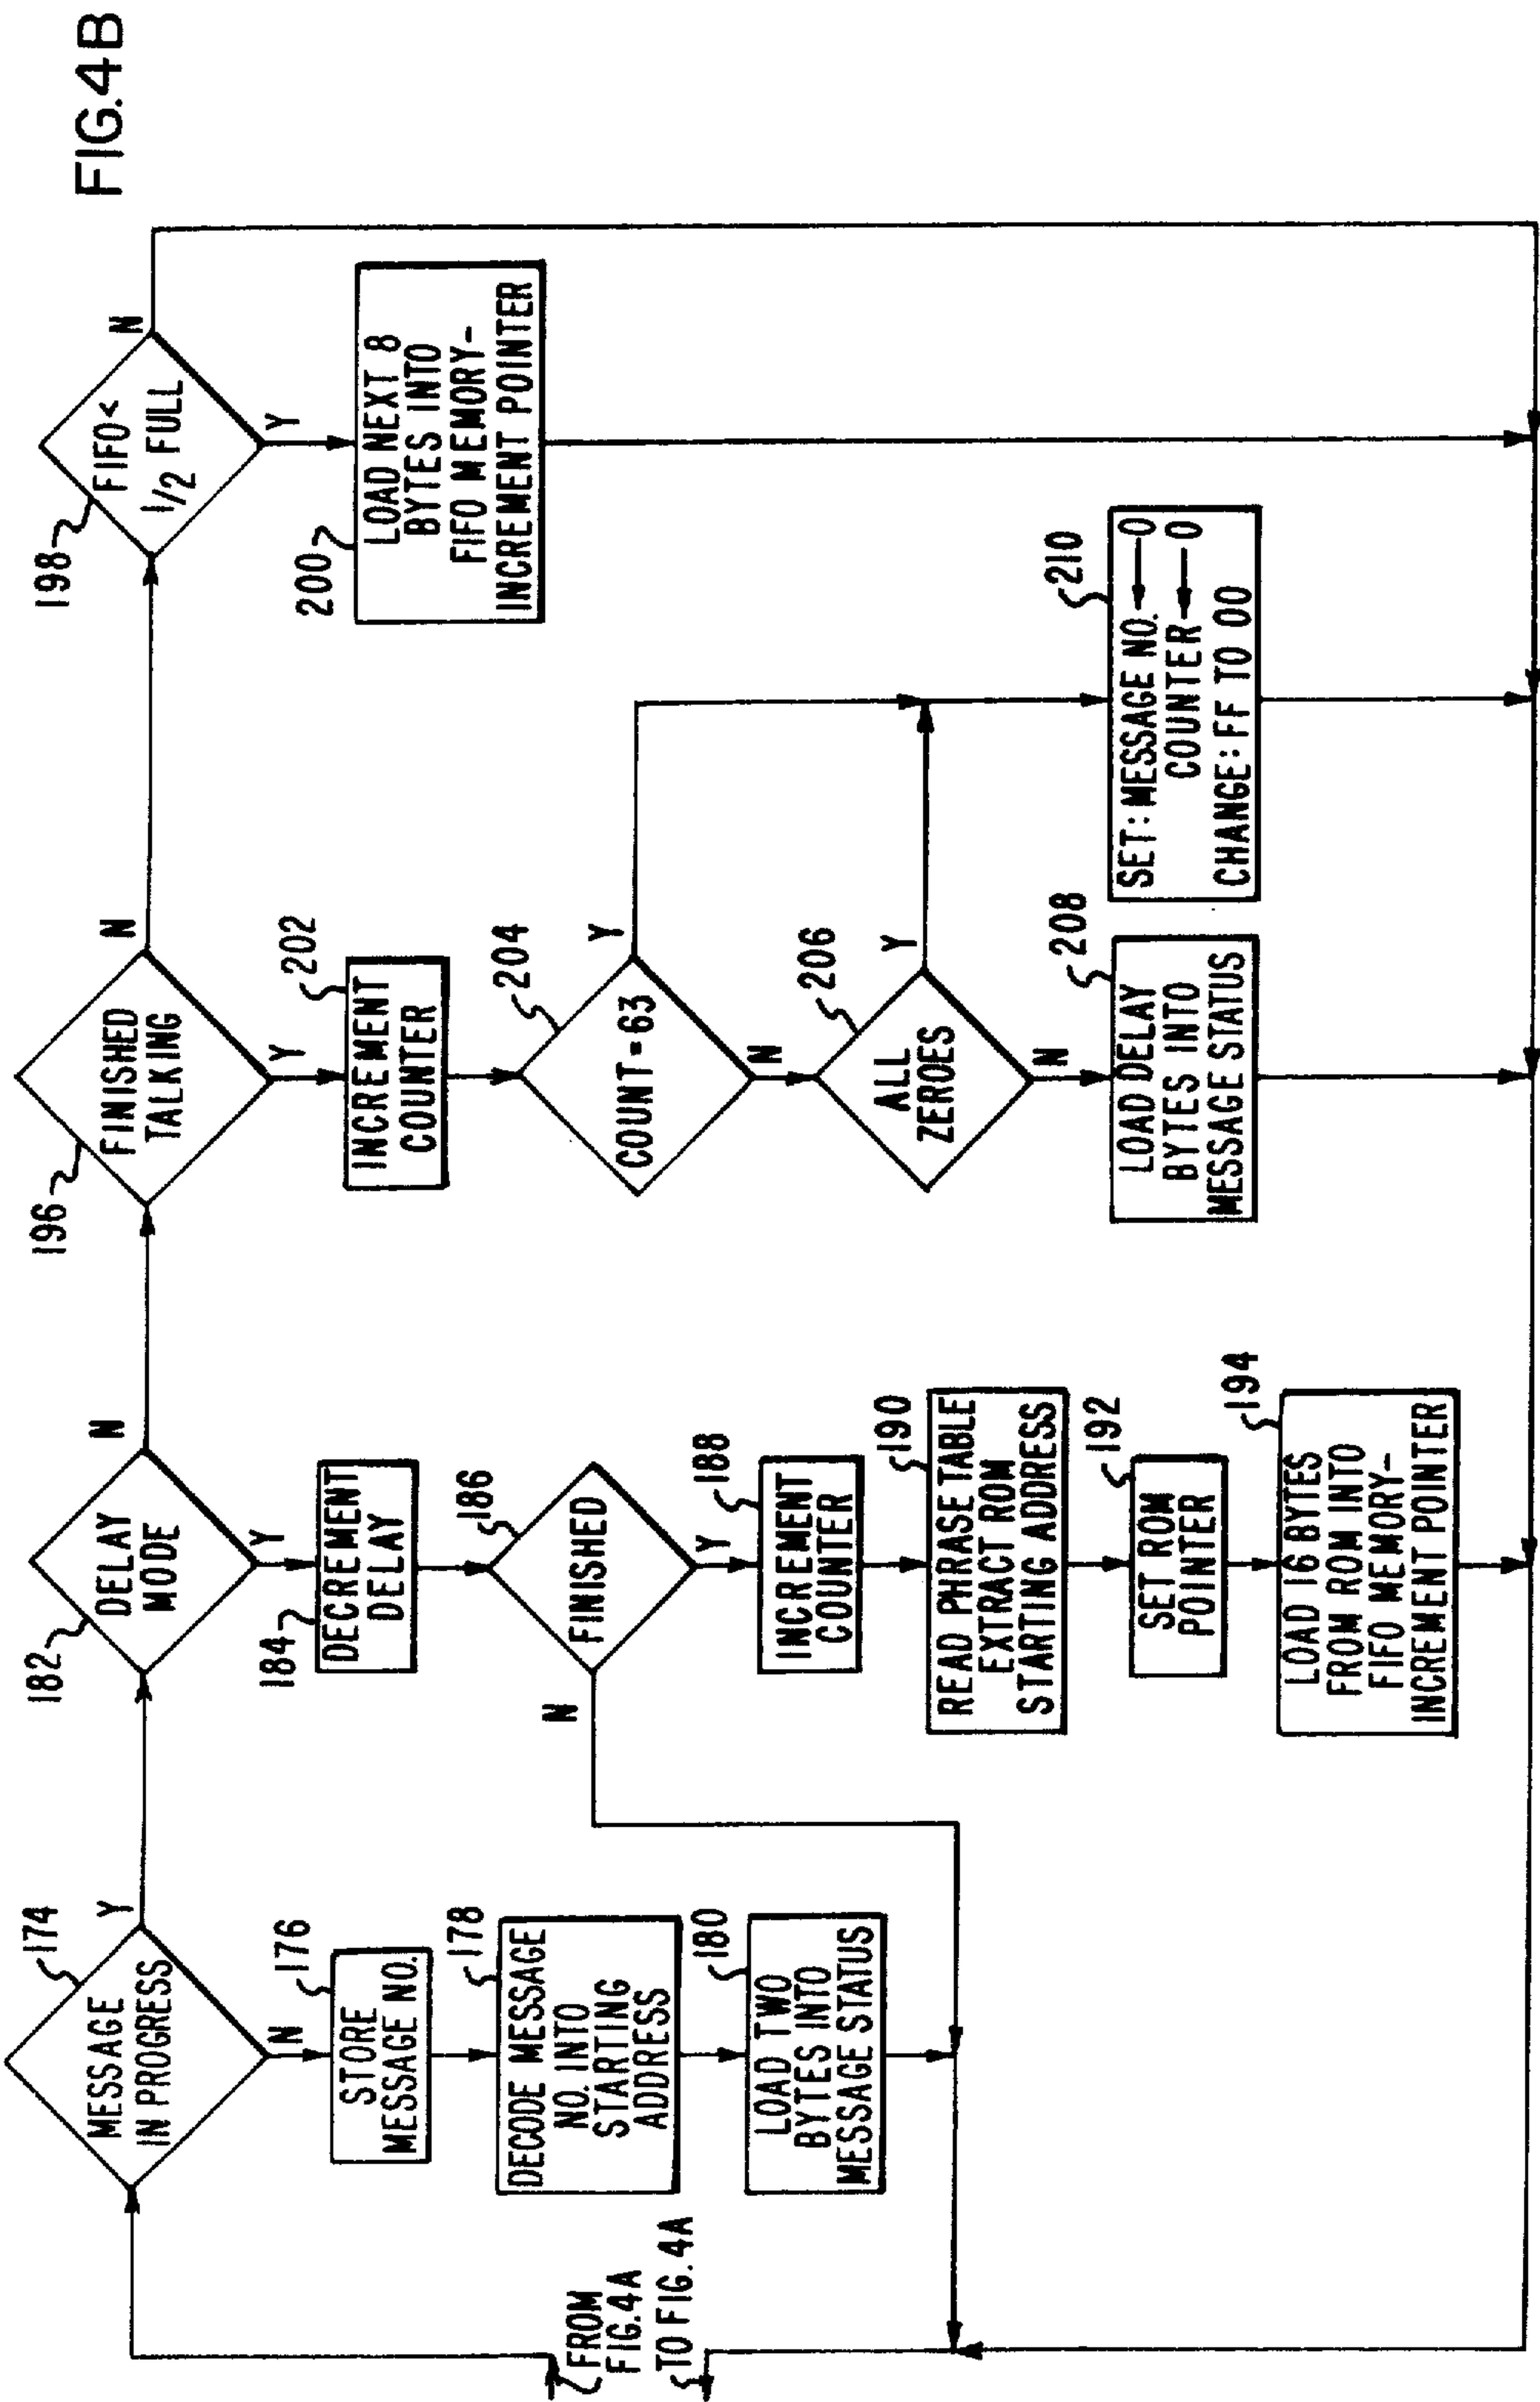 FIG.4B
174
MESSAGE
IN PROGRESS
Y
N
176
STORE
MESSAGE NO.
178
DECODE MESSAGE
NO. INTO
STARTING
ADDRESS
180
LOAD TWO
BYTES INTO
MESSAGE STATUS
FROM
FIG.4A
TO FIG.4A
182
DELAY
MODE
N
Y
184
DECREMENT
DELAY
186
FINISHED
N
Y
188
INCREMENT
COUNTER
190
READ PHRASE TABLE
EXTRACT ROM
STARTING ADDRESS
192
SET ROM
POINTER
194
LOAD 16 BYTES
FROM ROM INTO
FIFO MEMORY-
INCREMENT POINTER
196
FINISHED
TALKING
N
Y
202
INCREMENT
COUNTER
204
COUNT=63
Y
N
206
ALL
ZEROES
Y
N
208
LOAD DELAY
BYTES INTO
MESSAGE STATUS
210
SET: MESSAGE NO.→0
COUNTER→0
CHANGE: FF TO 00
198
FIFO<
1/2 FULL
N
Y
200
LOAD NEXT 8
BYTES INTO
FIFO MEMORY-
INCREMENT POINTER